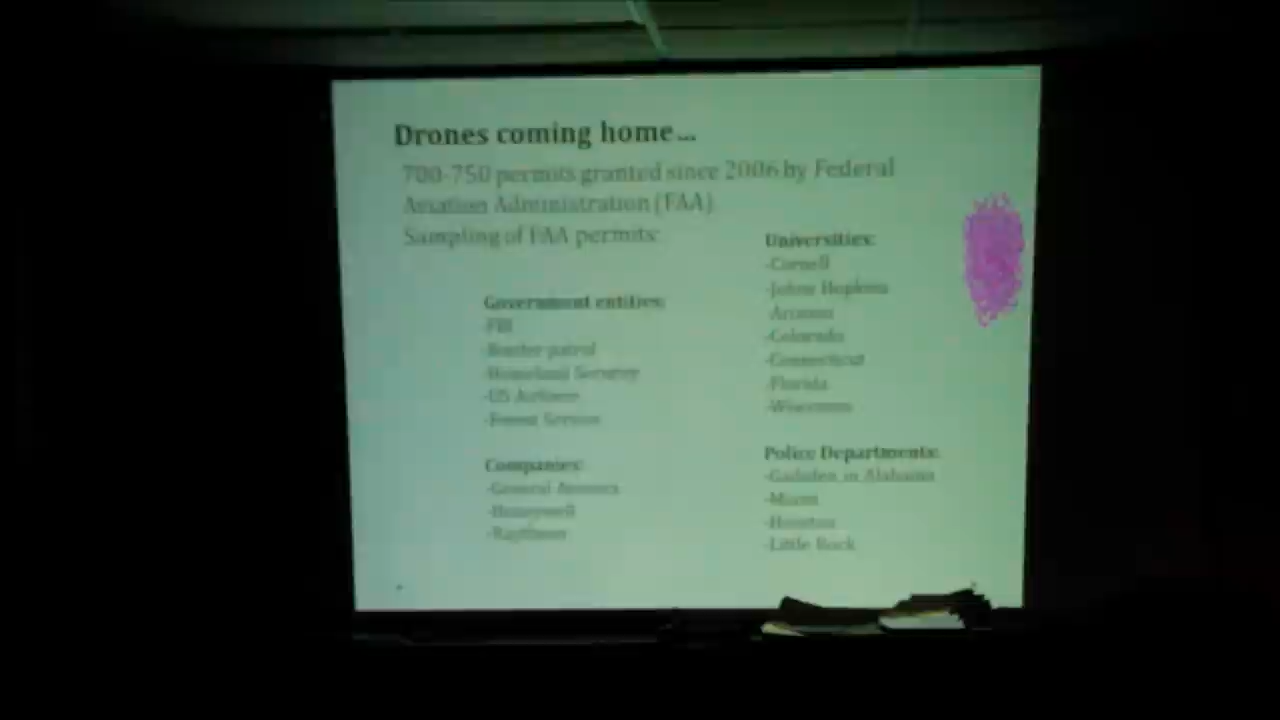 Drones coming home...
700-750 permits granted since 2006 by Federal
Aviation Administration (FAA)
Sampling of FAA permits:
Government entities:
-FBI
-Border patrol
-Homeland Security
-US Airforce
-Forest Service
Companies:
-General Atomics
-Honeywell
-Raytheon
Universities:
-Cornell
-Johns Hopkins
-Arizona
-Colorado
-Connecticut
-Florida
-Wisconsin
Police Departments:
-Gadsden in Alabama
-Miami
-Houston
-Little Rock